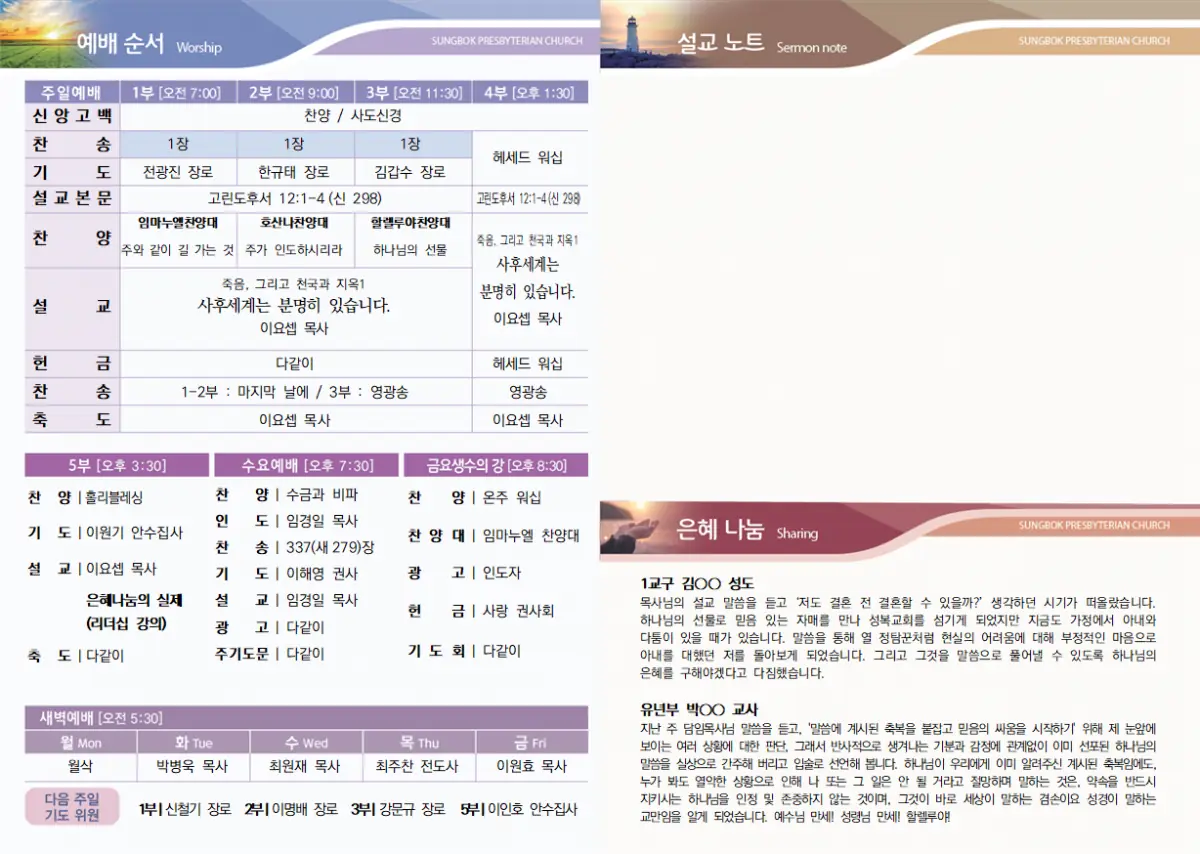 예배 순서 Worship
SUNGBOK PRESBYTERIAN CHURCH
주일예배 1부 [오전 7:00] 2부 [오전 9:00] 3부 [오전 11:30] 4부 [오후 1:30]
신앙고백 찬양 / 사도신경
찬 송 1장 1장 1장 헤세드 워십
기 도 전광진 장로 한규태 장로 김갑수 장로
설교본문 고린도후서 12:1-4 (신 298) 고린도후서 12:1-4 (신 298)
찬 양 임마누엘찬양대 호산나찬양대 할렐루야찬양대
주와 같이 길 가는 것 주가 인도하시리라 하나님의 선물
설 교 죽음, 그리고 천국과 지옥1
사후세계는 분명히 있습니다.
이요셉 목사
죽음, 그리고 천국과 지옥1
사후세계는
분명히 있습니다.
이요셉 목사
헌 금 다같이 헤세드 워십
찬 송 1-2부 : 마지막 날에 / 3부 : 영광송 영광송
축 도 이요셉 목사 이요셉 목사
5부 [오후 3:30]
찬 양 | 홀리블레싱
기 도 | 이원기 안수집사
설 교 | 이요셉 목사
은혜나눔의 실제
(리더십 강의)
축 도 | 다같이
수요예배 [오후 7:30]
찬 양 | 수금과 비파
인 도 | 임경일 목사
찬 송 | 337(새 279)장
기 도 | 이해영 권사
설 교 | 임경일 목사
광 고 | 다같이
주기도문 | 다같이
금요생수의 강 [오후 8:30]
찬 양 | 온주 워십
찬 양 대 | 임마누엘 찬양대
광 고 | 인도자
헌 금 | 사랑 권사회
기 도 회 | 다같이
새벽예배 [오전 5:30]
월 Mon 화 Tue 수 Wed 목 Thu 금 Fri
월삭 박병욱 목사 최원재 목사 최주찬 전도사 이원효 목사
다음 주일
기도 위원
1부| 신철기 장로 2부| 이명배 장로 3부| 강문규 장로 5부| 이인호 안수집사
설교 노트 Sermon note
SUNGBOK PRESBYTERIAN CHURCH
은혜 나눔 Sharing
SUNGBOK PRESBYTERIAN CHURCH
1교구 김○○ 성도
목사님의 설교 말씀을 듣고 '저도 결혼 전 결혼할 수 있을까?' 생각하던 시기가 떠올랐습니다.
하나님의 선물로 믿음 있는 자매를 만나 성복교회를 섬기게 되었지만 지금도 가정에서 아내와
다툼이 있을 때가 있습니다. 말씀을 통해 열 정탐꾼처럼 현실의 어려움에 대해 부정적인 마음으로
아내를 대했던 저를 돌아보게 되었습니다. 그리고 그것을 말씀으로 풀어낼 수 있도록 하나님의
은혜를 구해야겠다고 다짐했습니다.
유년부 박○○ 교사
지난 주 담임목사님 말씀을 듣고, '말씀에 계시된 축복을 붙잡고 믿음의 싸움을 시작하기' 위해 제 눈앞에
보이는 여러 상황에 대한 판단, 그래서 반사적으로 생겨나는 기분과 감정에 관계없이 이미 선포된 하나님의
말씀을 실상으로 간주해 버리고 입술로 선언해 봅니다. 하나님이 우리에게 이미 알려주신 계시된 축복임에도,
누가 봐도 열악한 상황으로 인해 나 또는 그 일은 안 될 거라고 절망하며 말하는 것은, 약속을 반드시
지키시는 하나님을 인정 및 존중하지 않는 것이며, 그것이 바로 세상이 말하는 겸손이요 성경이 말하는
교만임을 알게 되었습니다. 예수님 만세! 성령님 만세! 할렐루야!